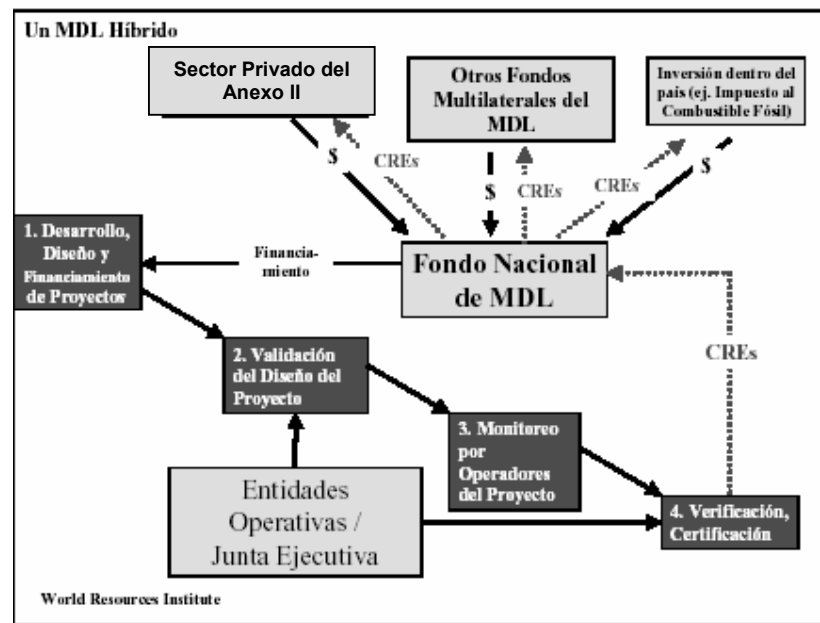 Un MDL Híbrido
Sector Privado del
Anexo II
Otros Fondos
Multilaterales del
MDL
Inversión dentro del
país (ej. Impuesto al
Combustible Fósil)
$
CREs
$
CREs
CREs
$
1. Desarrollo,
Diseño y
Financiamiento
de Proyectos
Financia-
miento
Fondo Nacional
de MDL
CREs
2. Validación
del Diseño del
Proyecto
3. Monitoreo
por
Operadores
del Proyecto
Entidades
Operativas /
Junta Ejecutiva
4. Verificación,
Certificación
World Resources Institute